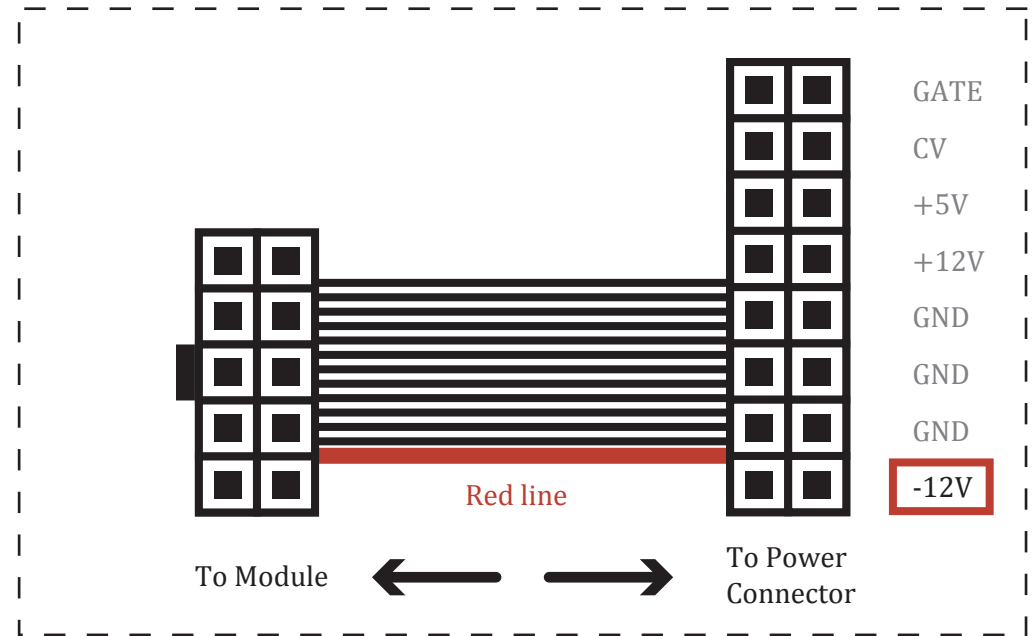 GATE
CV
+5V
+12V
GND
GND
GND
-12V
Red line
To Module
To Power
Connector